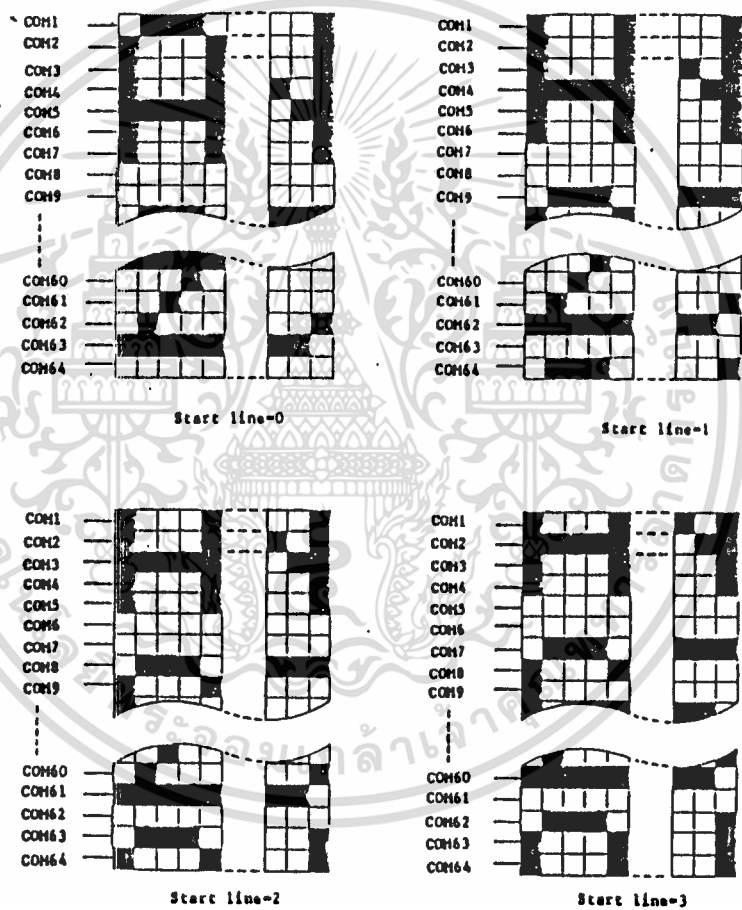 COM1
COM2
COM3
COM4
COM5
COM6
COM7
COM8
COM9
COM60
COM61
COM62
COM63
COM64
Start line=0
COM1
COM2
COM3
COM4
COM5
COM6
COM7
COM8
COM9
COM60
COM61
COM62
COM63
COM64
Start line=1
COM1
COM2
COM3
COM4
COM5
COM6
COM7
COM8
COM9
COM60
COM61
COM62
COM63
COM64
Start line=2
COM1
COM2
COM3
COM4
COM5
COM6
COM7
COM8
COM9
COM60
COM61
COM62
COM63
COM64
Start line=3